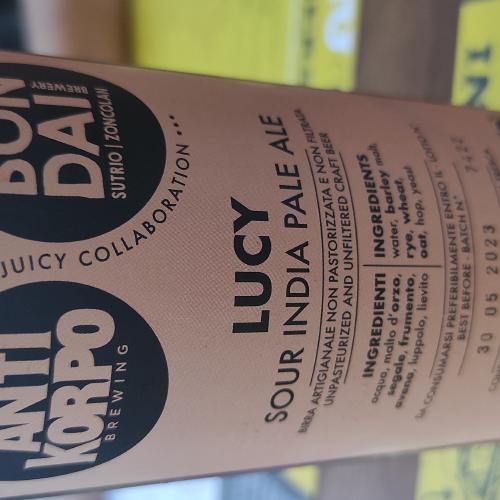 ANTI
KORPO
BREWING
BON
DAI
BREWERY
SUTRIO | ZONCOLAN
JUICY COLLABORATION ...
LUCY
SOUR INDIA PALE ALE
BIRRA ARTIGIANALE NON PASTORIZZATA E NON FILTRATA
UNPASTEURIZED AND UNFILTERED CRAFT BEER
INGREDIENTI
acqua, malto d'orzo,
segale, frumento,
avena, luppolo, lievito
INGREDIENTS
water, barley malt,
rye, wheat,
oat, hop, yeast
DA CONSUMARSI PREFERIBILMENTE ENTRO IL
BEST BEFORE - BATCH N°
30 05 2023